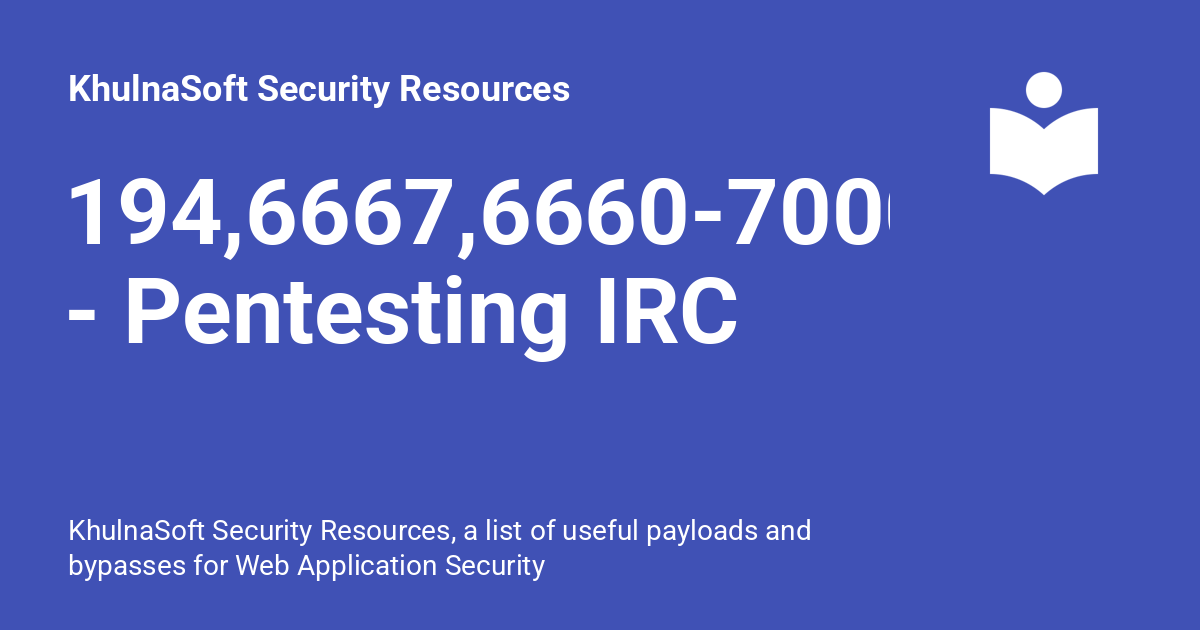 KhulnaSoft Security Resources
194,6667,6660-700
- Pentesting IRC
KhulnaSoft Security Resources, a list of useful payloads and
bypasses for Web Application Security